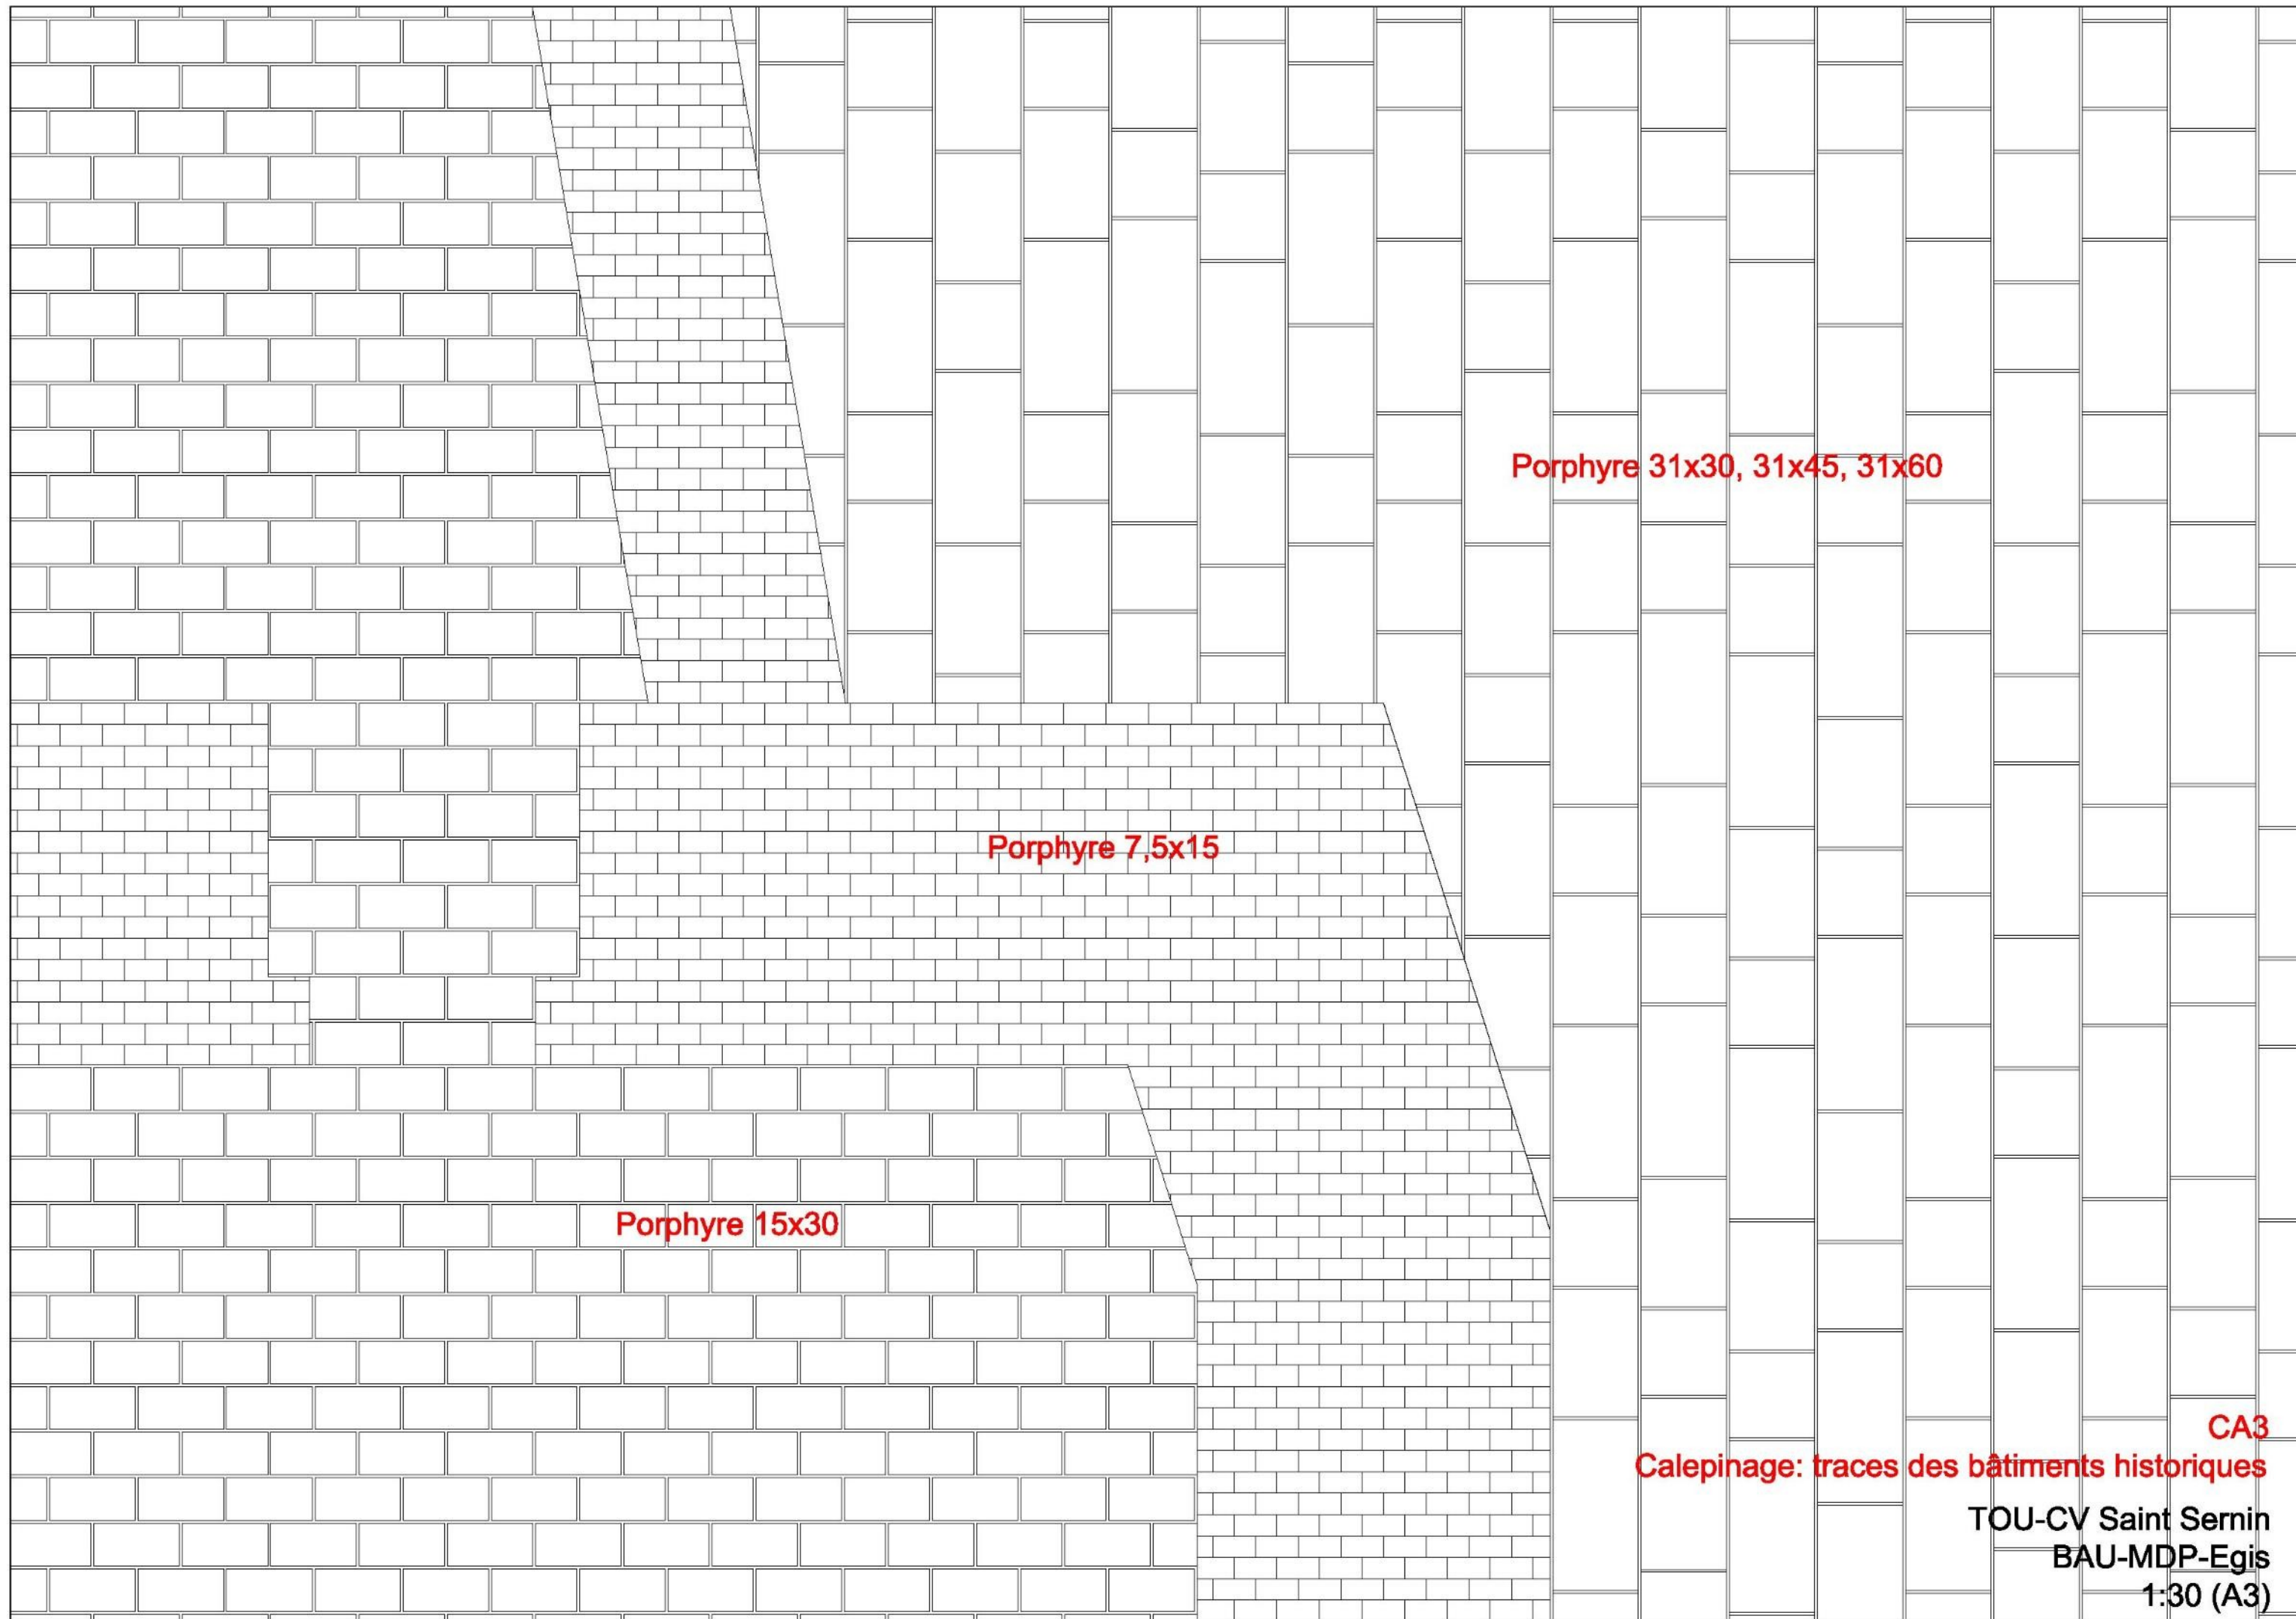 Porphyre 31x30, 31x45, 31x60
Porphyre 7,5x15
Porphyre 15x30
CA3
Calepinage: traces des bâtiments historiques
TOU-CV Saint Sernin
BAU-MDP-Egis
1:30 (A3)